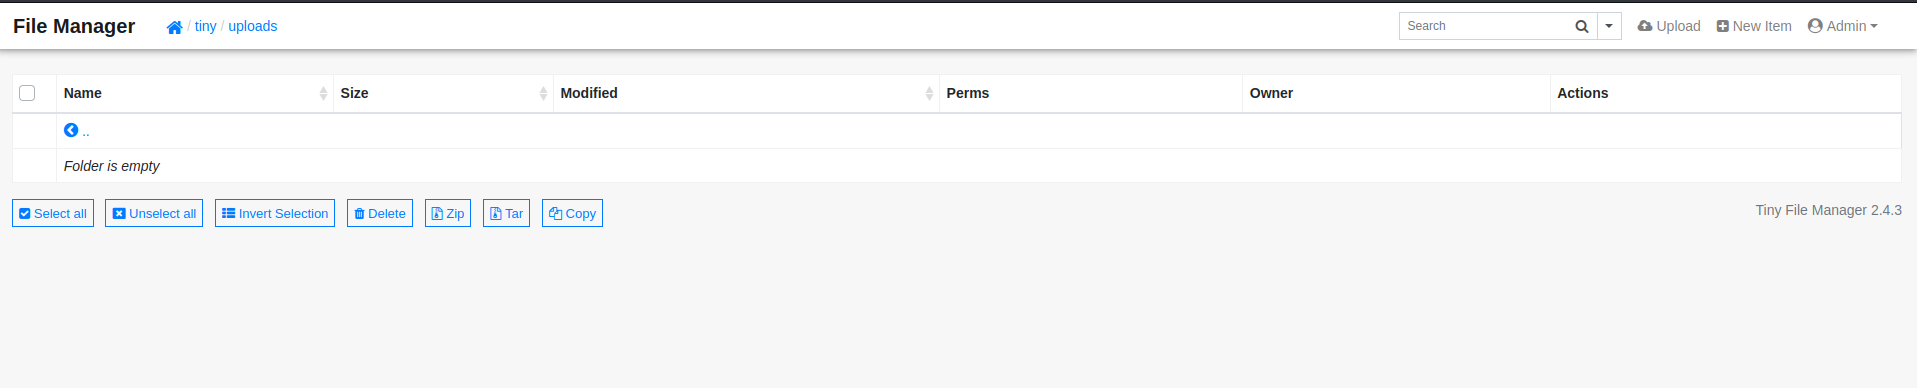 File Manager / tiny / uploads Search Upload New Item Admin
Name Size Modified Perms Owner Actions
..
Folder is empty
Select all Unselect all Invert Selection Delete Zip Tar Copy Tiny File Manager 2.4.3